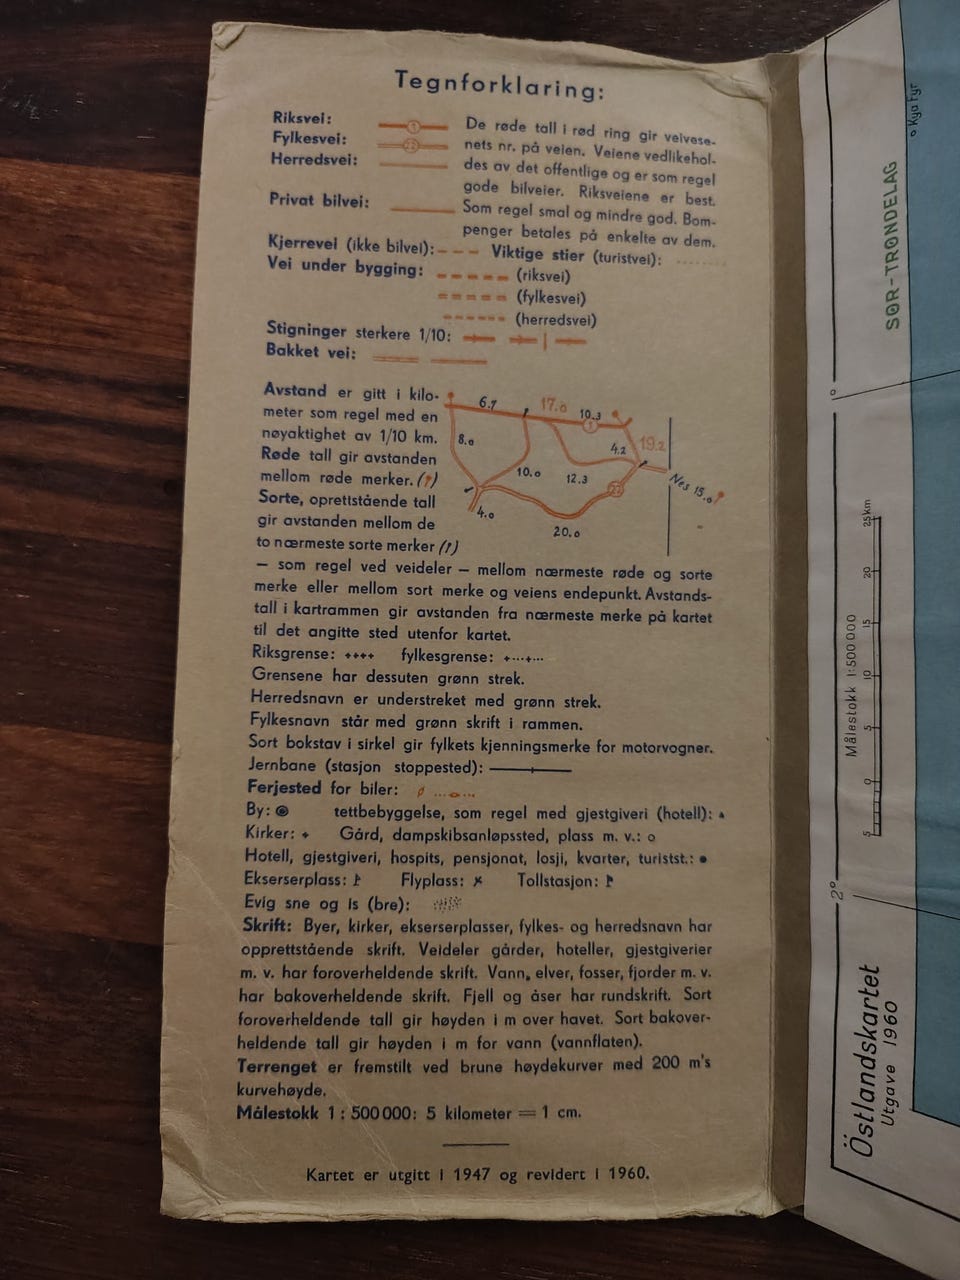 Tegnforklaring:
Riksvei: 1
Fylkesvei: 22
Herredsvei:
De røde tall i rød ring gir veivese-
nets nr. på veien. Veiene vedlikehol-
des av det offentlige og er som regel
gode bilveier. Riksveiene er best.
Privat bilvei:
Som regel smal og mindre god. Bom-
penger betales på enkelte av dem.
Kjerrevei (ikke bilvei): Viktige stier (turistvei):
Vei under bygging: (riksvei)
(fylkesvei)
(herredsvei)
Stigninger sterkere 1/10:
Bakket vei:
Avstand er gitt i kilo-
meter som regel med en
nøyaktighet av 1/10 km.
Røde tall gir avstanden
mellom røde merker. (↑)
Sorte, oprettstående tall
gir avstanden mellom de
to nærmeste sorte merker (↑)
6.7
17.0
10.3
1
8.0
4.2
19.2
10.0
12.3
22
Nes 15.0
4.0
20.0
— som regel ved veideler — mellom nærmeste røde og sorte
merke eller mellom sort merke og veiens endepunkt. Avstands-
tall i kartrammen gir avstanden fra nærmeste merke på kartet
til det angitte sted utenfor kartet.
Riksgrense: ++++ fylkesgrense: +...+...
Grensene har dessuten grønn strek.
Herredsnavn er understreket med grønn strek.
Fylkesnavn står med grønn skrift i rammen.
Sort bokstav i sirkel gir fylkets kjenningsmerke for motorvogner.
Jernbane (stasjon stoppested):
Ferjested for biler:
By: tettbebyggelse, som regel med gjestgiveri (hotell):
Kirker: Gård, dampskibsanløpssted, plass m. v.:
Hotell, gjestgiveri, hospits, pensjonat, losji, kvarter, turistst.:
Ekserserplass: Flyplass: Tollstasjon:
Evig sne og is (bre):
Skrift: Byer, kirker, ekserserplasser, fylkes- og herredsnavn har
opprettstående skrift. Veideler gårder, hoteller, gjestgiverier
m. v. har foroverheldende skrift. Vann, elver, fosser, fjorder m. v.
har bakoverheldende skrift. Fjell og åser har rundskrift. Sort
foroverheldende tall gir høyden i m over havet. Sort bakover-
heldende tall gir høyden i m for vann (vannflaten).
Terrenget er fremstilt ved brune høydekurver med 200 m's
kurvehøyde.
Målestokk 1 : 500 000: 5 kilometer = 1 cm.
Kartet er utgitt i 1947 og revidert i 1960.
Kya Fyr
SØR-TRØNDELAG
Målestokk 1:500 000
5 0 5 10 15 20 25km
2°
Östlandskartet
Utgave 1960